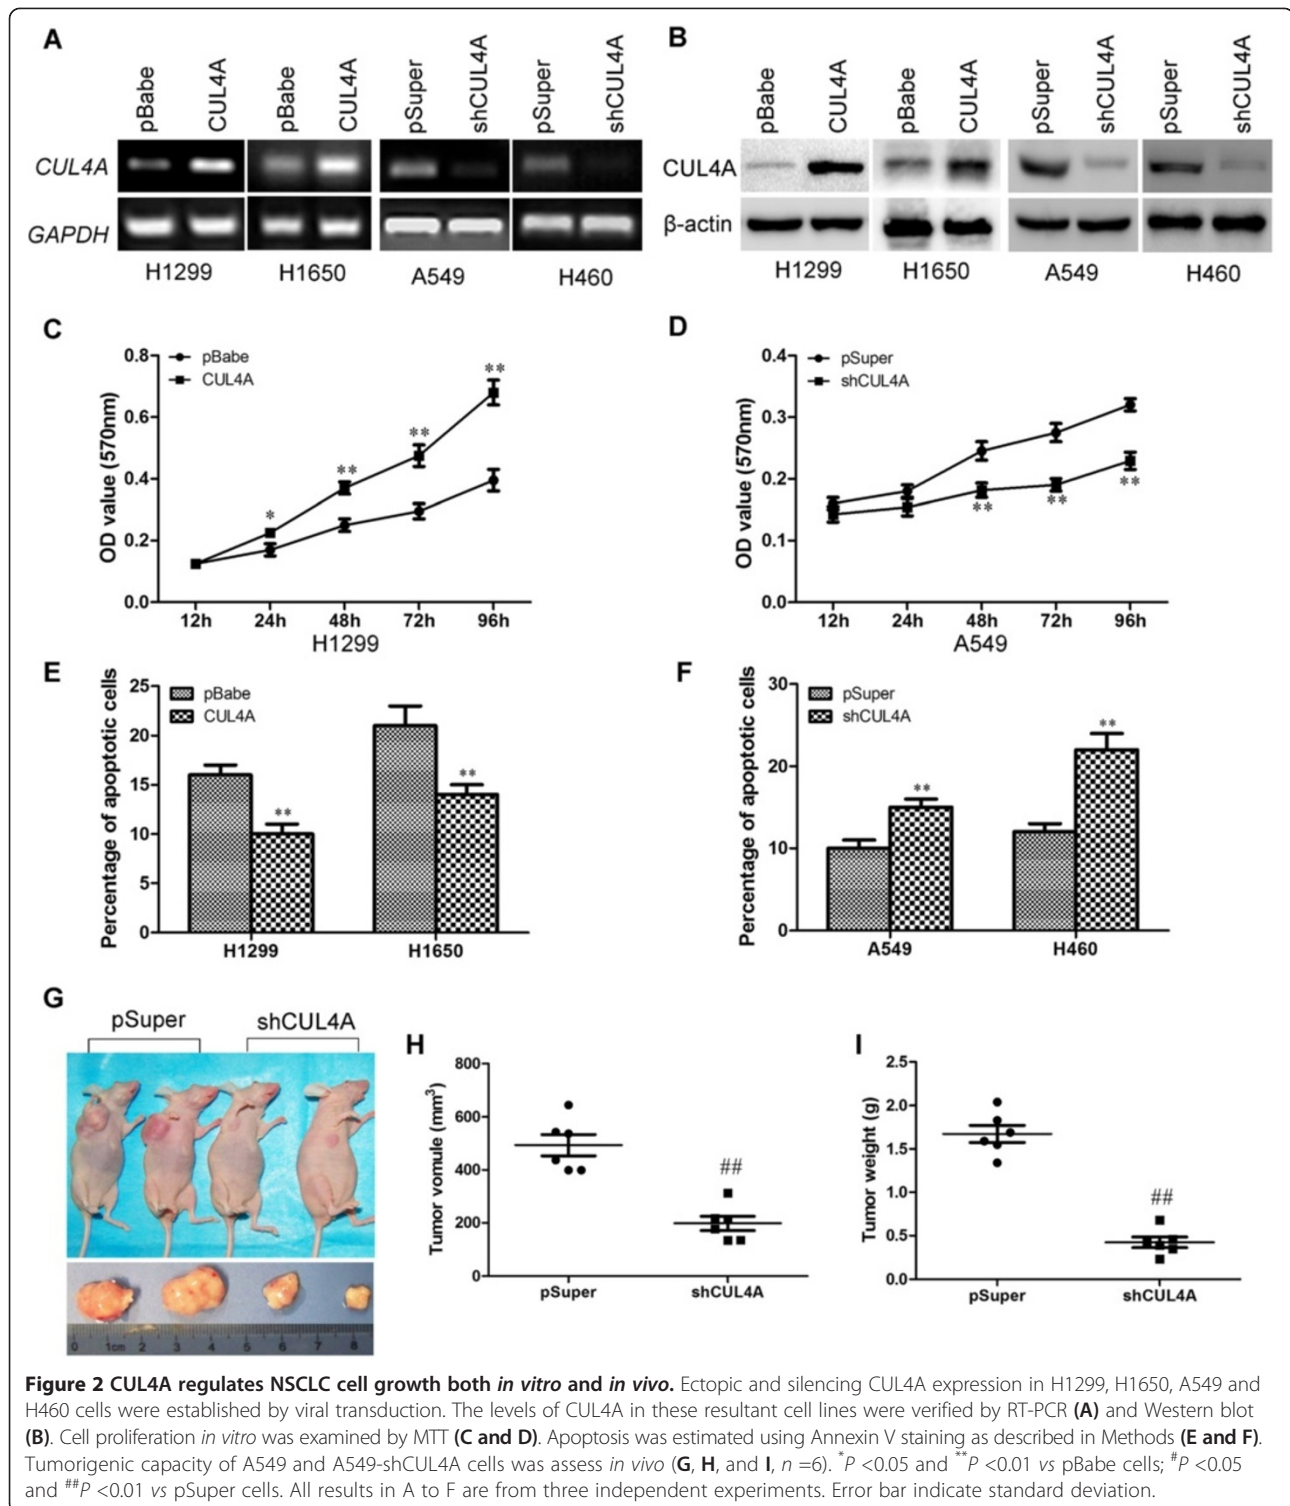 A
pBabe CUL4A pBabe CUL4A pSuper shCUL4A pSuper shCUL4A
CUL4A
GAPDH
H1299 H1650 A549 H460
B
pBabe CUL4A pBabe CUL4A pSuper shCUL4A pSuper shCUL4A
CUL4A
β-actin
H1299 H1650 A549 H460
C
OD value (570nm)
0.8
0.6
0.4
0.2
0.0
pBabe
CUL4A
* ** ** **
12h 24h 48h 72h 96h
H1299
D
OD value (570nm)
0.4
0.3
0.2
0.1
0.0
pSuper
shCUL4A
** ** **
12h 24h 48h 72h 96h
A549
E
Percentage of apoptotic cells
25
20
15
10
5
0
pBabe
CUL4A
** **
H1299 H1650
F
Percentage of apoptotic cells
30
20
10
0
pSuper
shCUL4A
** **
A549 H460
G
pSuper shCUL4A
0 1cm 2 3 4 5 6 7 8
H
Tumor vomule (mm³)
800
600
400
200
0
##
pSuper shCUL4A
I
Tumor weight (g)
2.5
2.0
1.5
1.0
0.5
0.0
##
pSuper shCUL4A
Figure 2 CUL4A regulates NSCLC cell growth both in vitro and in vivo. Ectopic and silencing CUL4A expression in H1299, H1650, A549 and
H460 cells were established by viral transduction. The levels of CUL4A in these resultant cell lines were verified by RT-PCR (A) and Western blot
(B). Cell proliferation in vitro was examined by MTT (C and D). Apoptosis was estimated using Annexin V staining as described in Methods (E and F).
Tumorigenic capacity of A549 and A549-shCUL4A cells was assess in vivo (G, H, and I, n =6). *P <0.05 and **P <0.01 vs pBabe cells; #P <0.05
and ##P <0.01 vs pSuper cells. All results in A to F are from three independent experiments. Error bar indicate standard deviation.